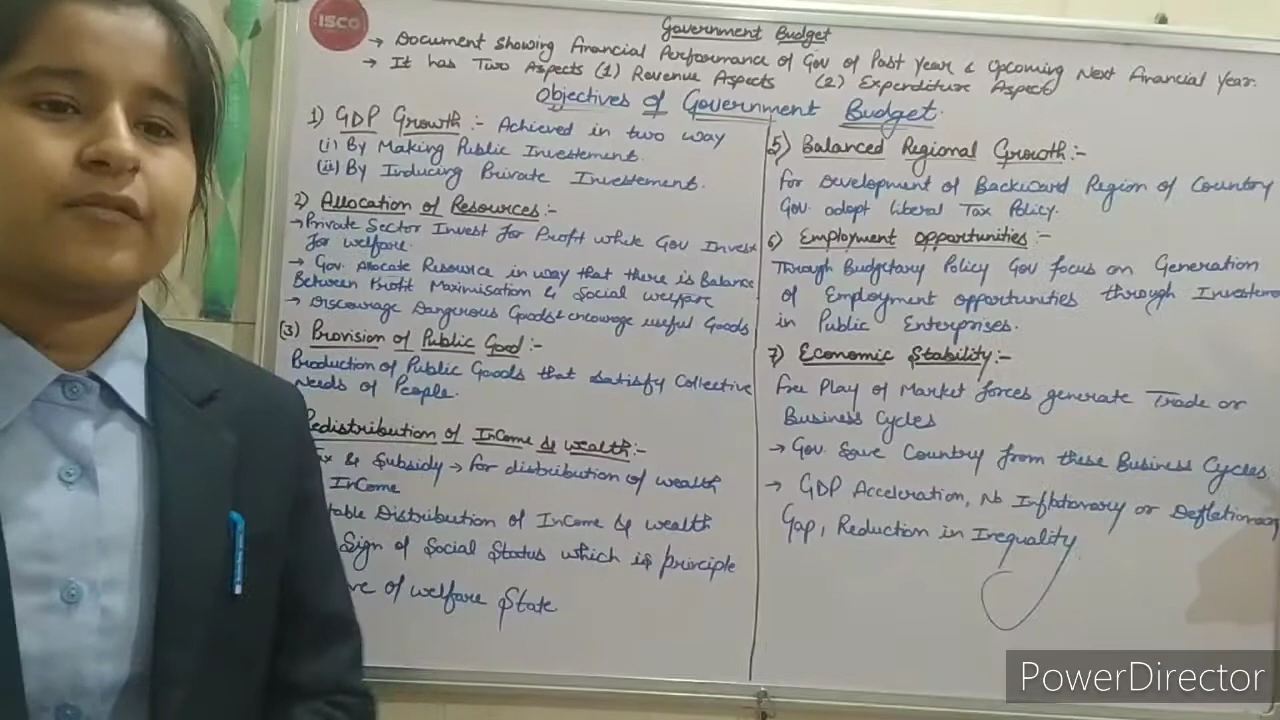 ISCO
Government Budget
→ Document showing Financial Performance of Gov of Past Year & Upcoming Next Financial Year.
→ It has Two Aspects (1) Revenue Aspects (2) Expenditure Aspect
Objectives of Government Budget.
1) GDP Growth :- Achieved in two way
(i) By Making Public Investement.
(ii) By Inducing Private Investement.
2) Allocation of Resources :-
→ Private Sector Invest for Profit while Gov Invest
for welfare.
→ Gov. Allocate Resource in way that there is Balance
Between Profit Maximisation & Social welfare
→ Discourage Dangerous Goods & encourage useful Goods
(3) Provision of Public Good :-
Production of Public Goods that satisfy Collective
Needs of People.
Redistribution of Income & wealth :-
& Subsidy → for distribution of wealth
InCome
Distribution of InCome & wealth
Sign of Social Status which is principle
of welfare State
5) Balanced Regional Growth :-
For Development of Backward Region of Country
Gov. adopt liberal Tax Policy.
6) Employment opportunities :-
Through Budgetary Policy Gov focus on Generation
of Employment opportunities through Investeme
in Public Enterprises.
7) Economic Stability :-
Free Play of Market forces generate Trade or
Business Cycles
→ Gov. Save Country from these Business Cycles
→ GDP Acceleration, No Inflationary or Deflationary
Gap, Reduction in Inequality.
PowerDirector